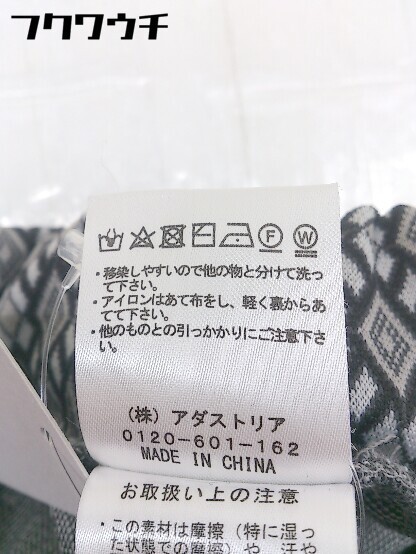 フクワウチ
・移染しやすいので他の物と分けて洗っ
て下さい。
・アイロンはあて布をし、軽く裏からあ
てて下さい。
・他のものとの引っかかりにご注意下さ
い。
(株) アダストリア
0120-601-162
MADE IN CHINA
お取扱い上の注意
・この素材は摩擦（特に湿っ
た状態での摩擦）や、汗や